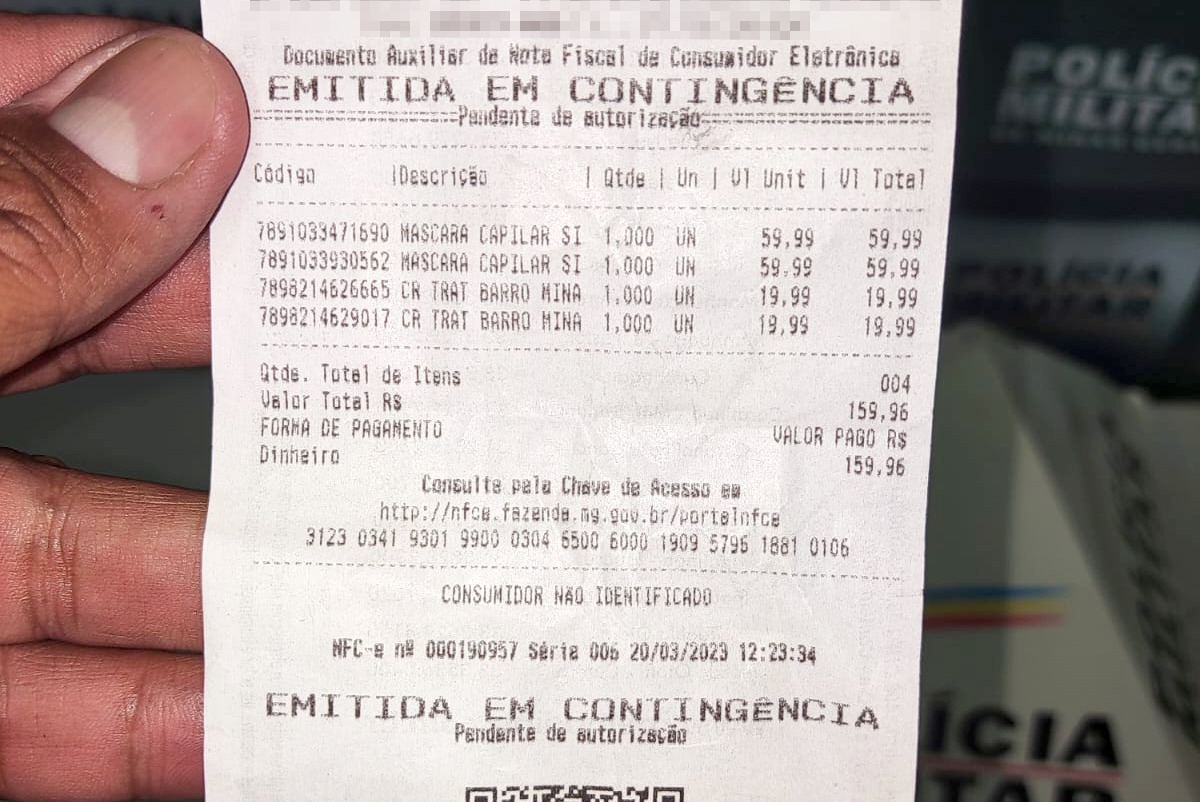 Documento Auxiliar de Nota Fiscal de Consumidor Eletrônica
EMITIDA EM CONTINGÊNCIA
Pendente de autorização
Código |Descrição | Qtde | Un | Vl Unit | Vl Total
7891033471690 MASCARA CAPILAR SI 1,000 UN 59,99 59,99
7891033930562 MASCARA CAPILAR SI 1,000 UN 59,99 59,99
7898214626665 CR TRAT BARRO MINA 1,000 UN 19,99 19,99
7898214629017 CR TRAT BARRO MINA 1,000 UN 19,99 19,99
Qtde. Total de Itens 004
Valor Total R$ 159,96
FORMA DE PAGAMENTO VALOR PAGO R$
Dinheiro 159,96
Consulte pela Chave de Acesso em
http://nfce.fazenda.mg.gov.br/portalnfce
3123 0341 9301 9900 0304 6500 6000 1909 5796 1881 0106
CONSUMIDOR NÃO IDENTIFICADO
NFC-e nº 000190957 Série 006 20/03/2023 12:23:34
EMITIDA EM CONTINGÊNCIA
Pendente de autorização
POLÍC
MILITA
POLÍCIA
MILITAR
ÍCIA
TAR